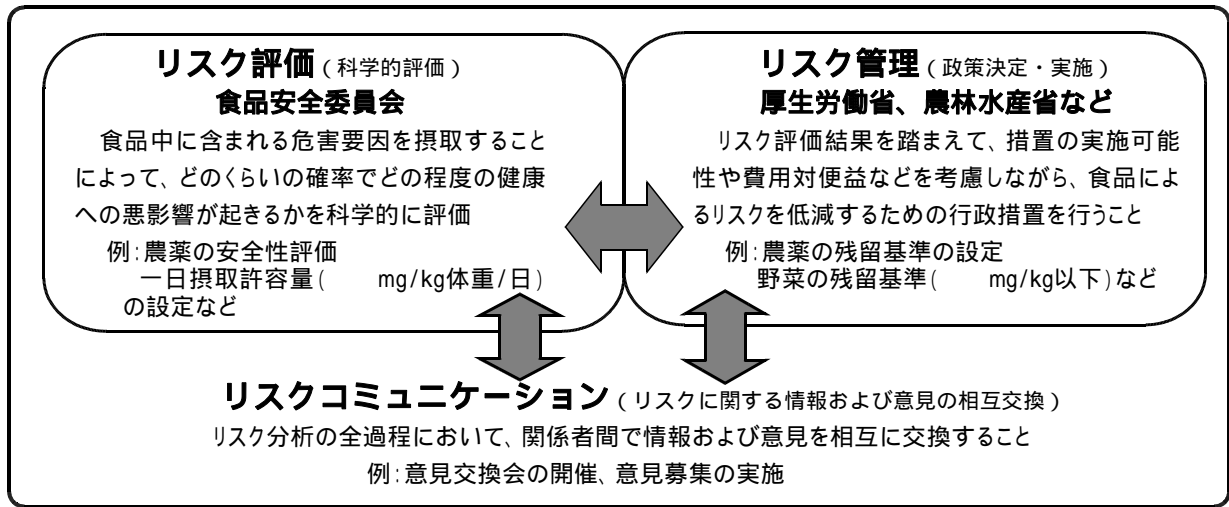 リスク評価（科学的評価）
食品安全委員会
食品中に含まれる危害要因を摂取すること
によって、どのくらいの確率でどの程度の健康
への悪影響が起きるかを科学的に評価
例：農薬の安全性評価
一日摂取許容量（　　mg/kg体重/日）
の設定など
リスク管理（政策決定・実施）
厚生労働省、農林水産省など
リスク評価結果を踏まえて、措置の実施可能
性や費用対便益などを考慮しながら、食品によ
るリスクを低減するための行政措置を行うこと
例：農薬の残留基準の設定
野菜の残留基準（　　mg/kg以下）など
リスクコミュニケーション（リスクに関する情報および意見の相互交換）
リスク分析の全過程において、関係者間で情報および意見を相互に交換すること
例：意見交換会の開催、意見募集の実施